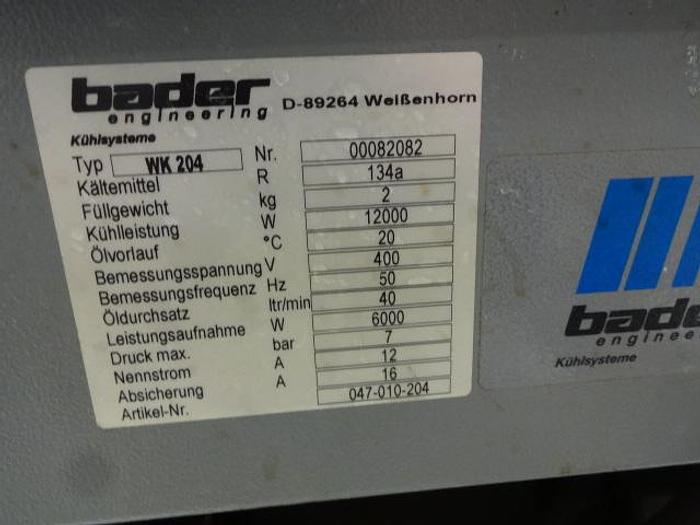 bader
engineering
D-89264 Weißenhorn
Kühlsysteme
Typ WK 204 Nr. 00082082
Kältemittel R 134a
Füllgewicht kg 2
Kühlleistung W 12000
Ölvorlauf °C 20
Bemessungsspannung V 400
Bemessungsfrequenz Hz 50
Öldurchsatz ltr/min 40
Leistungsaufnahme W 6000
Druck max. bar 7
Nennstrom A 12
Absicherung A 16
Artikel-Nr. 047-010-204
bader
engineering
Kühlsysteme